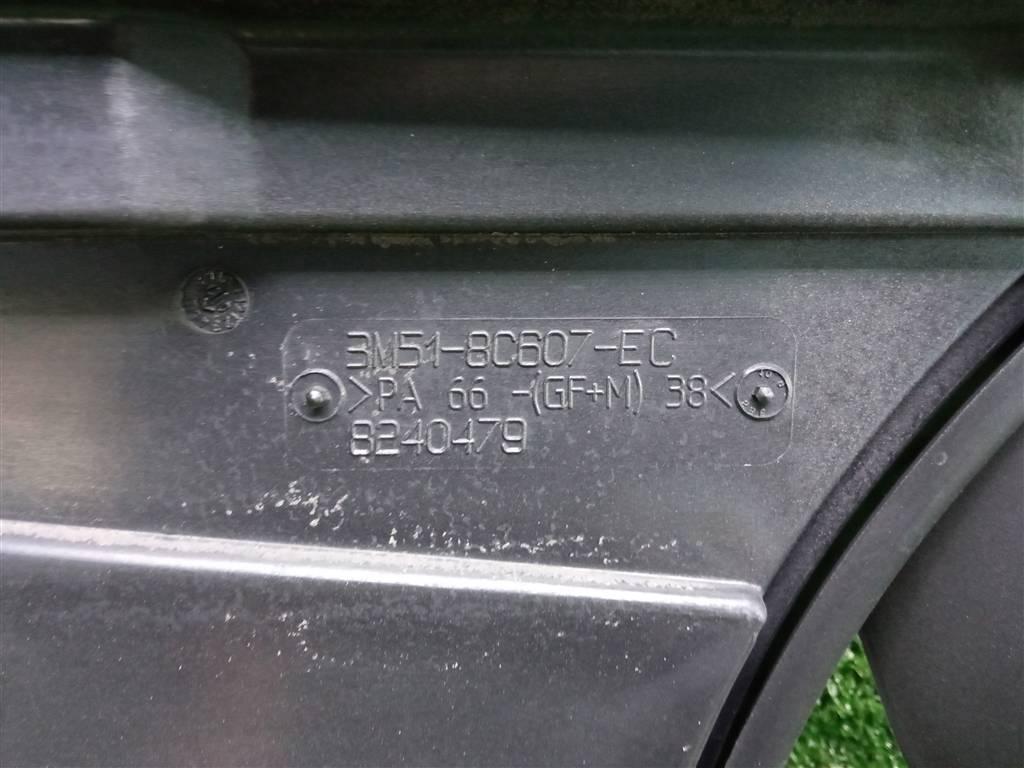 3M51-8C607-EC
>PA 66 -(GF+M) 38<
8240479